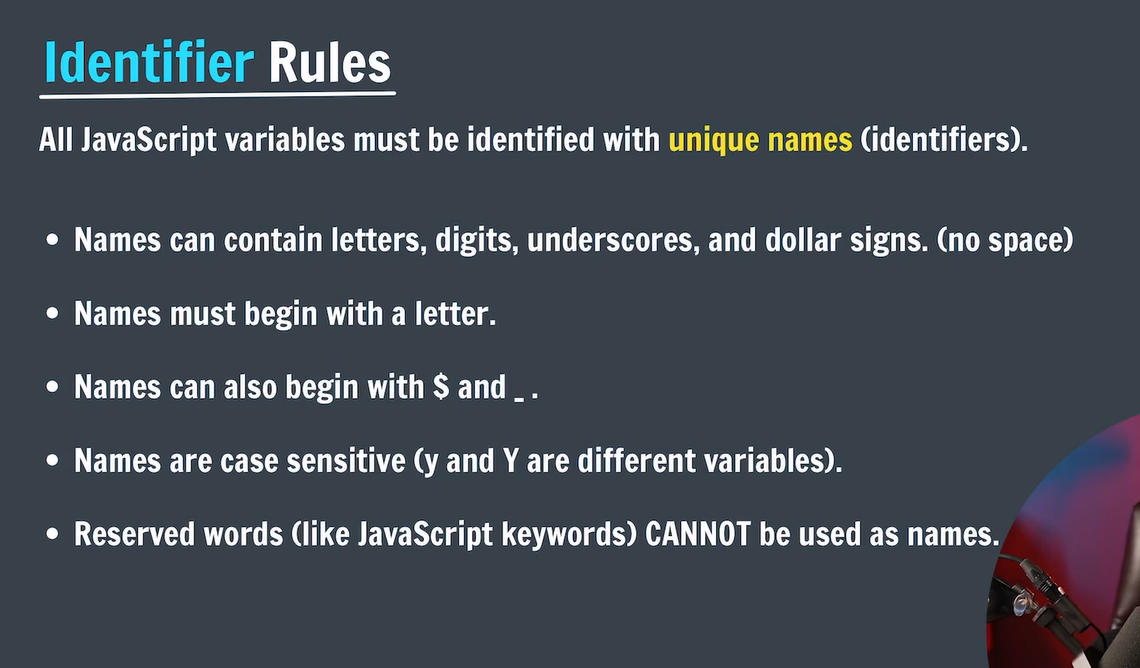 Identifier Rules
All JavaScript variables must be identified with unique names (identifiers).
• Names can contain letters, digits, underscores, and dollar signs. (no space)
• Names must begin with a letter.
• Names can also begin with $ and _ .
• Names are case sensitive (y and Y are different variables).
• Reserved words (like JavaScript keywords) CANNOT be used as names.